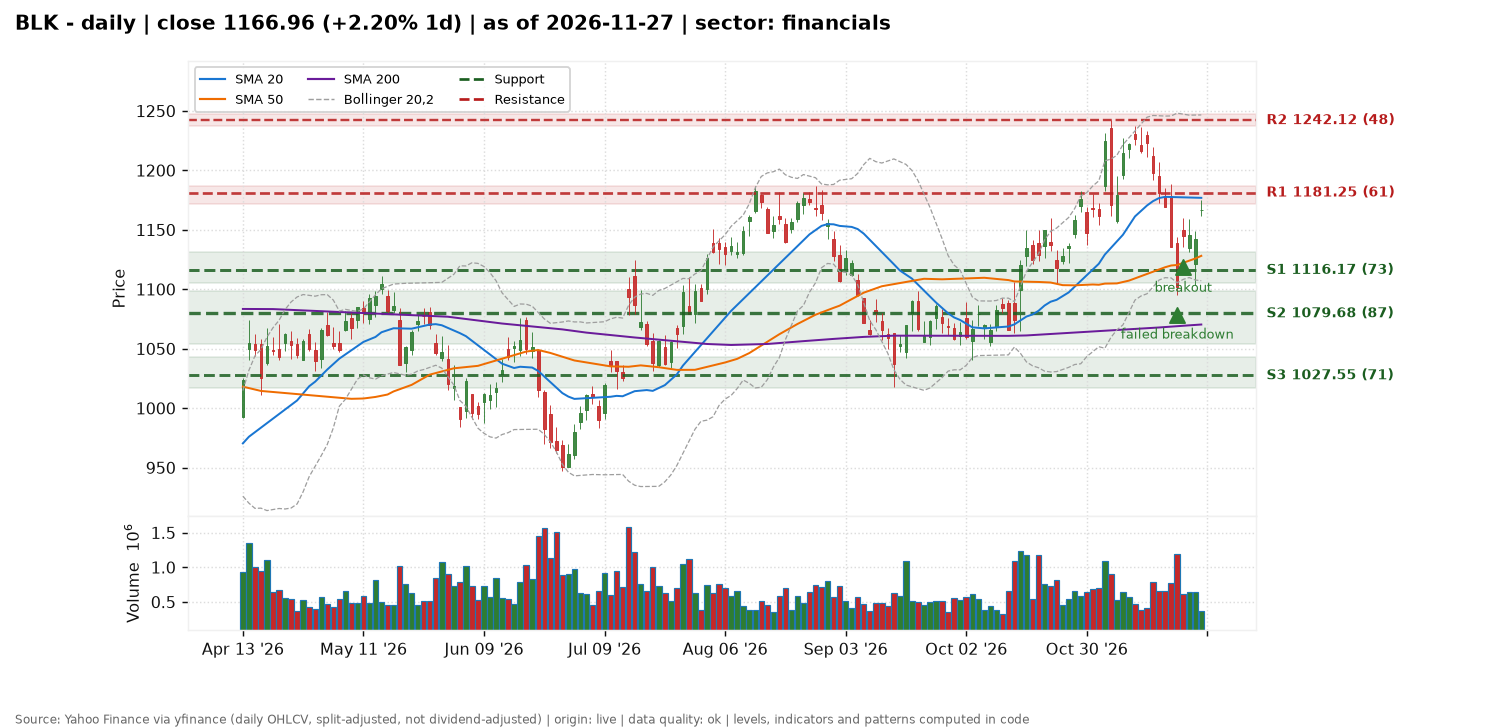 BLK - daily | close 1166.96 (+2.20% 1d) | as of 2026-11-27 | sector: financials
SMA 20
SMA 50
SMA 200
Bollinger 20,2
Support
Resistance
Price
1250
1200
1150
1100
1050
1000
950
R2 1242.12 (48)
R1 1181.25 (61)
S1 1116.17 (73)
S2 1079.68 (87)
S3 1027.55 (71)
breakout
failed breakdown
Volume 10⁶
1.5
1.0
0.5
Apr 13 '26
May 11 '26
Jun 09 '26
Jul 09 '26
Aug 06 '26
Sep 03 '26
Oct 02 '26
Oct 30 '26
Source: Yahoo Finance via yfinance (daily OHLCV, split-adjusted, not dividend-adjusted) | origin: live | data quality: ok | levels, indicators and patterns computed in code